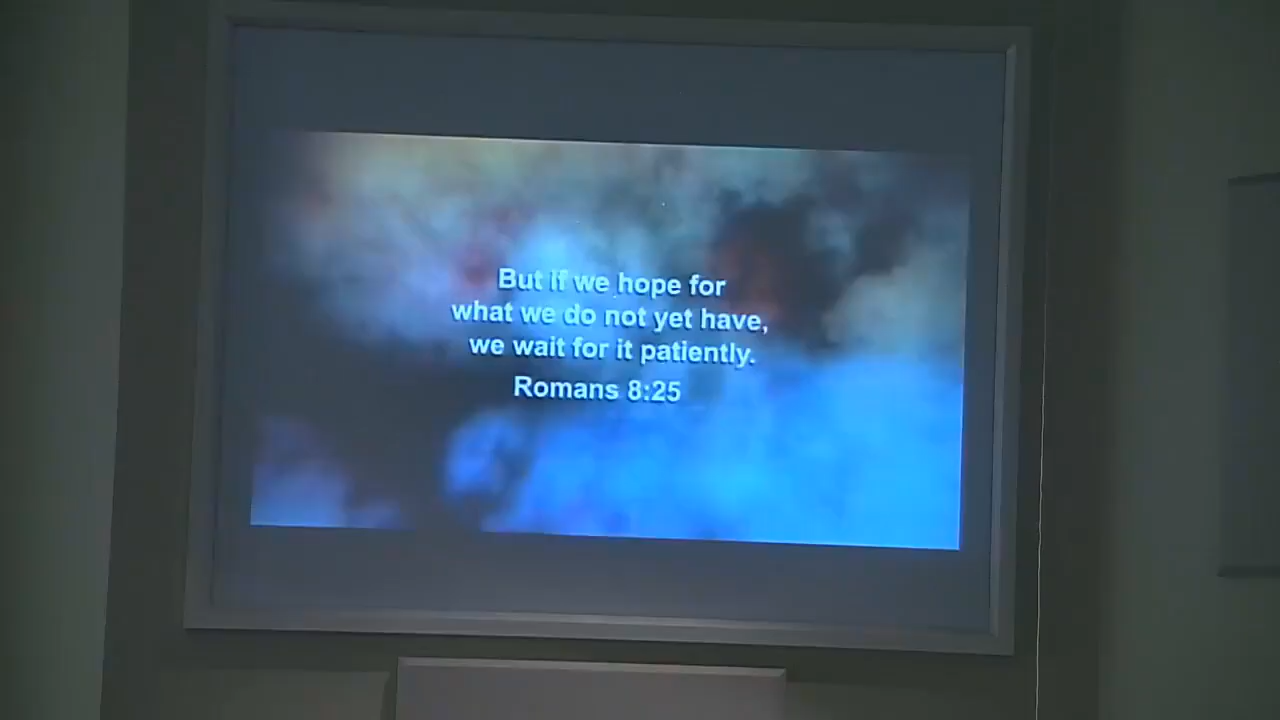 But if we hope for
what we do not yet have,
we wait for it patiently.
Romans 8:25